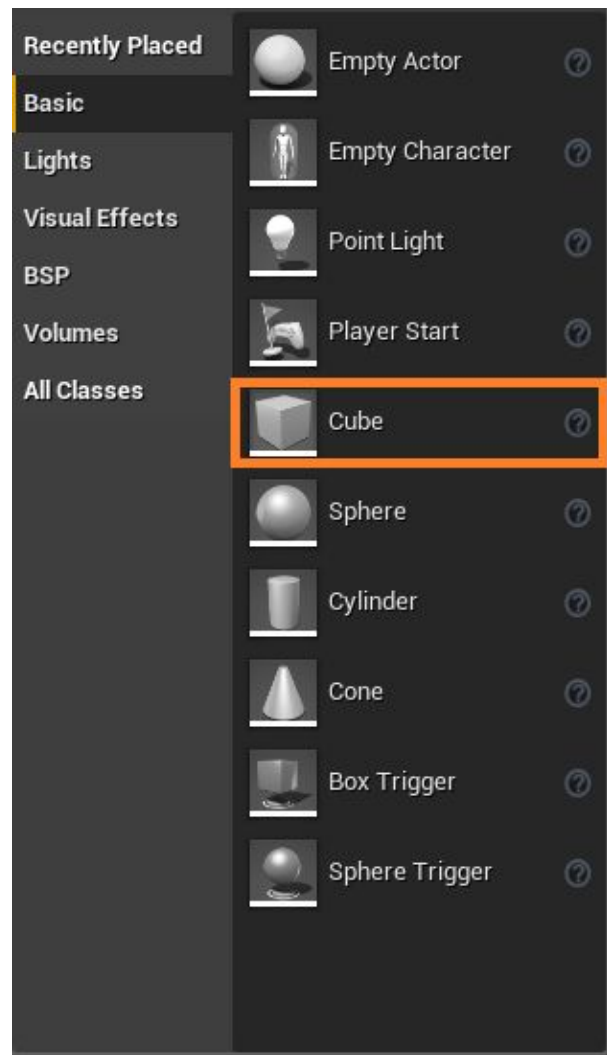 Recently Placed
Basic
Lights
Visual Effects
BSP
Volumes
All Classes
Empty Actor
Empty Character
Point Light
Player Start
Cube
Sphere
Cylinder
Cone
Box Trigger
Sphere Trigger